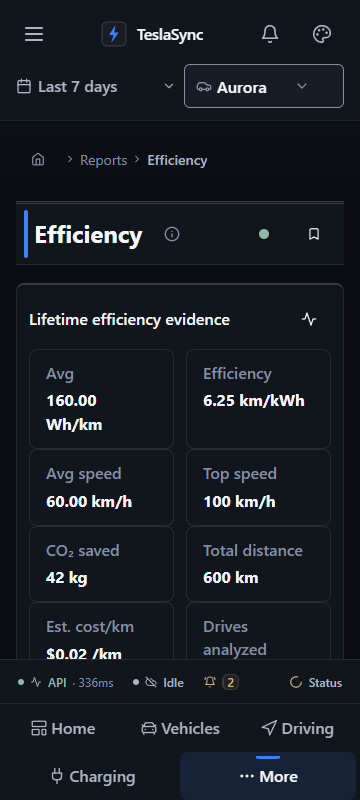 TeslaSync
Last 7 days
Aurora
Reports
Efficiency
Efficiency
Lifetime efficiency evidence
Avg
160.00
Wh/km
Efficiency
6.25 km/kWh
Avg speed
60.00 km/h
Top speed
100 km/h
CO₂ saved
42 kg
Total distance
600 km
Est. cost/km
$0.02 /km
Drives
analyzed
API · 336ms
Idle
2
Status
Home
Vehicles
Driving
Charging
More